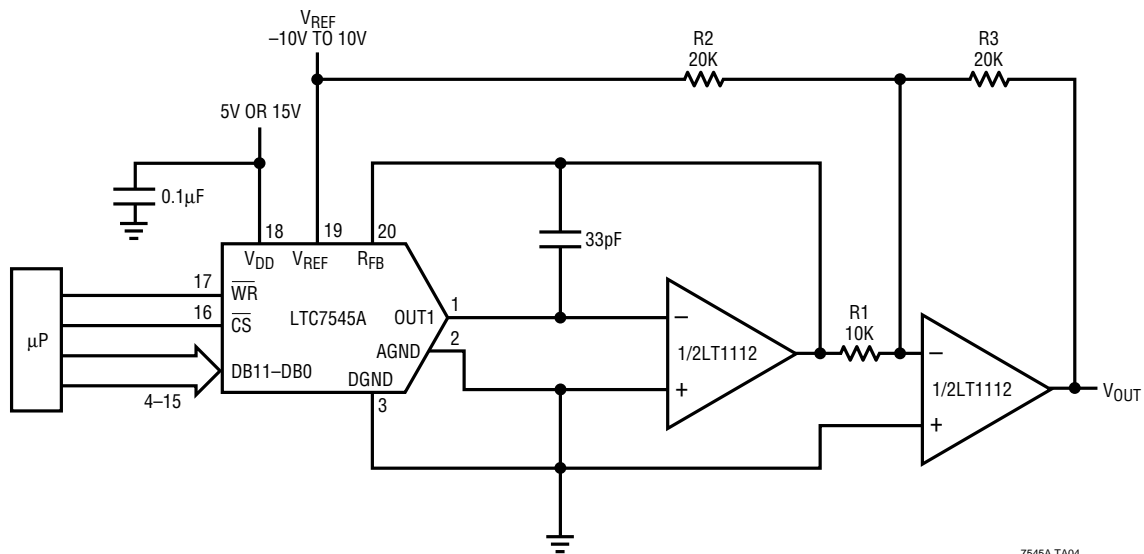 VREF
–10V TO 10V
R2
20K
R3
20K
5V OR 15V
0.1µF
18
19
20
VDD
VREF
RFB
33pF
17
WR
16
CS
LTC7545A
OUT1
1
µP
AGND
2
DB11–DB0
DGND
4–15
3
–
+
1/2LT1112
R1
10K
–
+
1/2LT1112
VOUT
7545A TA04